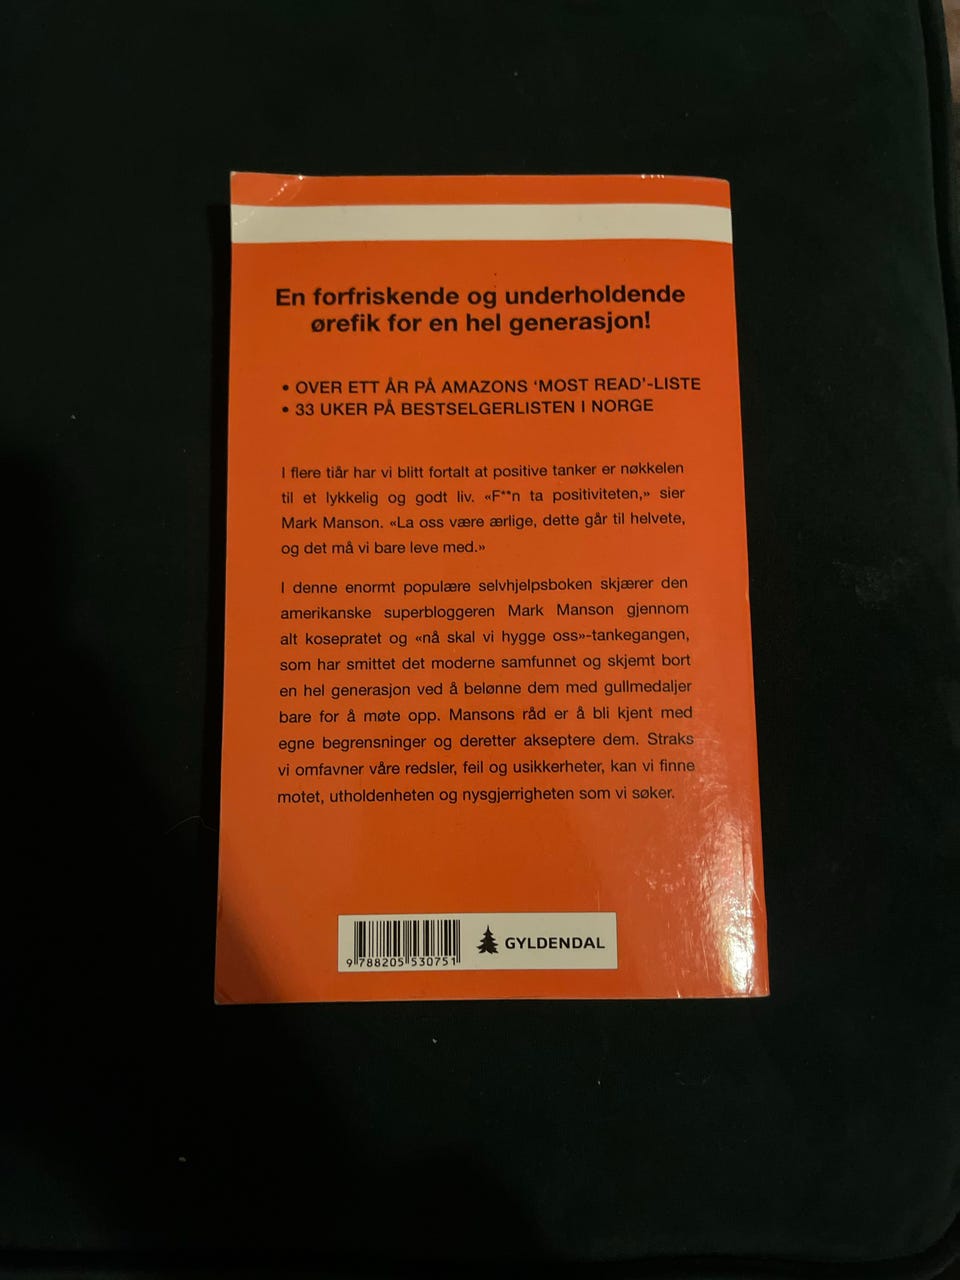 En forfriskende og underholdende
ørefik for en hel generasjon!
• OVER ETT ÅR PÅ AMAZONS ‘MOST READ’-LISTE
• 33 UKER PÅ BESTSELGERLISTEN I NORGE
I flere tiår har vi blitt fortalt at positive tanker er nøkkelen
til et lykkelig og godt liv. «F**n ta positiviteten,» sier
Mark Manson. «La oss være ærlige, dette går til helvete,
og det må vi bare leve med.»
I denne enormt populære selvhjelpsboken skjærer den
amerikanske superbloggeren Mark Manson gjennom
alt kosepratet og «nå skal vi hygge oss»-tankegangen,
som har smittet det moderne samfunnet og skjemt bort
en hel generasjon ved å belønne dem med gullmedaljer
bare for å møte opp. Mansons råd er å bli kjent med
egne begrensninger og deretter akseptere dem. Straks
vi omfavner våre redsler, feil og usikkerheter, kan vi finne
motet, utholdenheten og nysgjerrigheten som vi søker.
GYLDENDAL
9 788205 530751